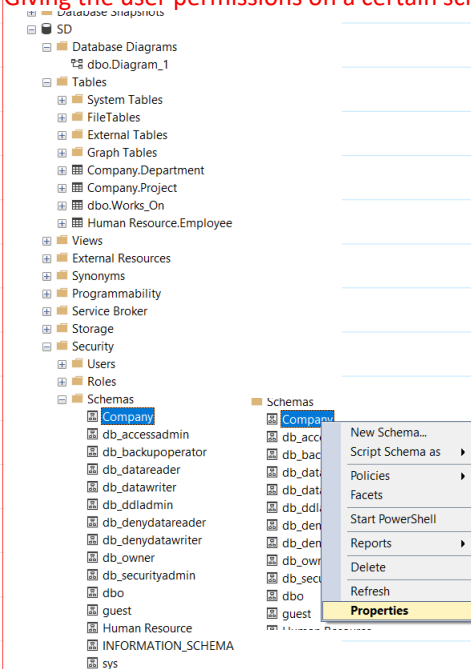 Giving the user permissions on a certain
Database Snapshots
SD
Database Diagrams
dbo.Diagram_1
Tables
System Tables
FileTables
External Tables
Graph Tables
Company.Department
Company.Project
dbo.Works_On
Human Resource.Employee
Views
External Resources
Synonyms
Programmability
Service Broker
Storage
Security
Users
Roles
Schemas
Company
db_accessadmin
db_backupoperator
db_datareader
db_datawriter
db_ddladmin
db_denydatareader
db_denydatawriter
db_owner
db_securityadmin
dbo
guest
Human Resource
INFORMATION_SCHEMA
sys
Schemas
Company
db_acce
db_bac
db_data
db_data
db_ddl
db_den
db_den
db_owr
db_secu
dbo
guest
Human Resource
New Schema...
Script Schema as
Policies
Facets
Start PowerShell
Reports
Delete
Refresh
Properties